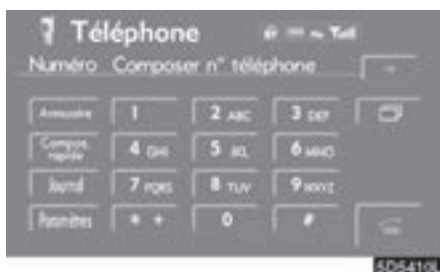 Téléphone
Numéro Composer n° téléphone
Annuaire 1 2 ABC 3 DEF
Compos. rapide 4 GHI 5 JKL 6 MNO
Journal 7 PQRS 8 TUV 9 WXYZ
Paramètres * + 0 #
5D5410L